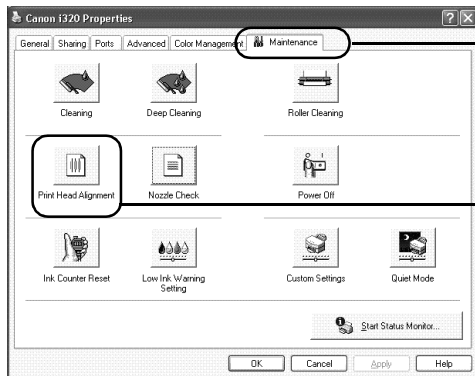 Canon i320 Properties
General Sharing Ports Advanced Color Management Maintenance
Cleaning Deep Cleaning Roller Cleaning
Print Head Alignment Nozzle Check Power Off
Ink Counter Reset Low Ink Warning Setting Custom Settings Quiet Mode
Start Status Monitor...
OK Cancel Apply Help